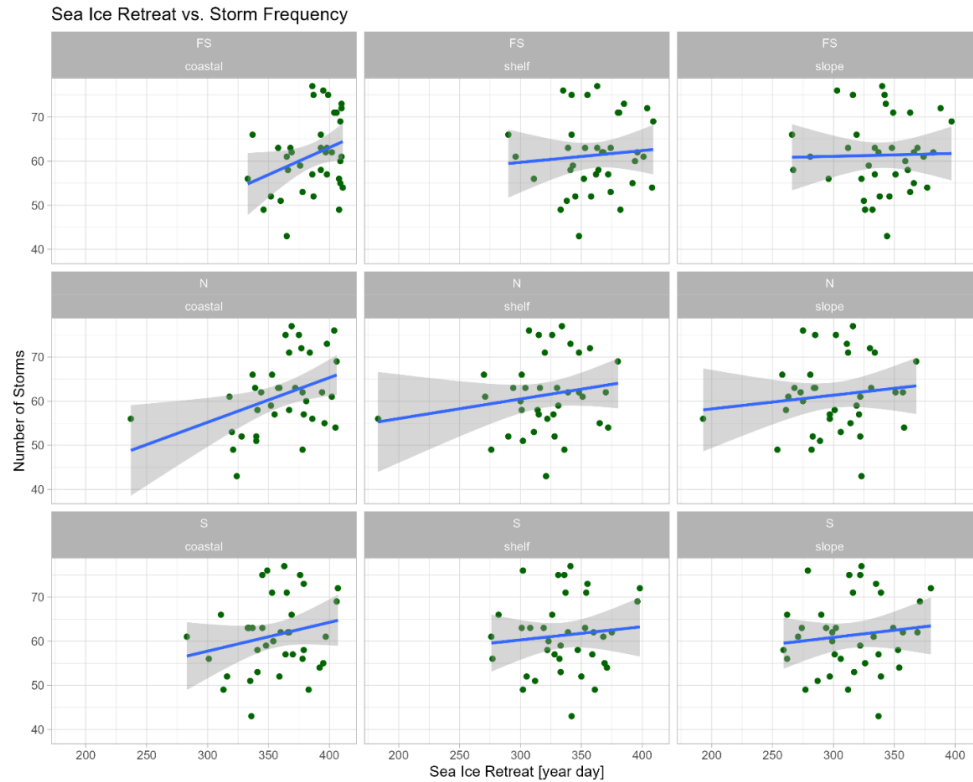 Sea Ice Retreat vs. Storm Frequency
FS FS FS
coastal shelf slope
70
60
50
40
N N N
coastal shelf slope
70
60
50
40
S S S
coastal shelf slope
70
60
50
40
Number of Storms
200 250 300 350 400 200 250 300 350 400 200 250 300 350 400
Sea Ice Retreat [year day]